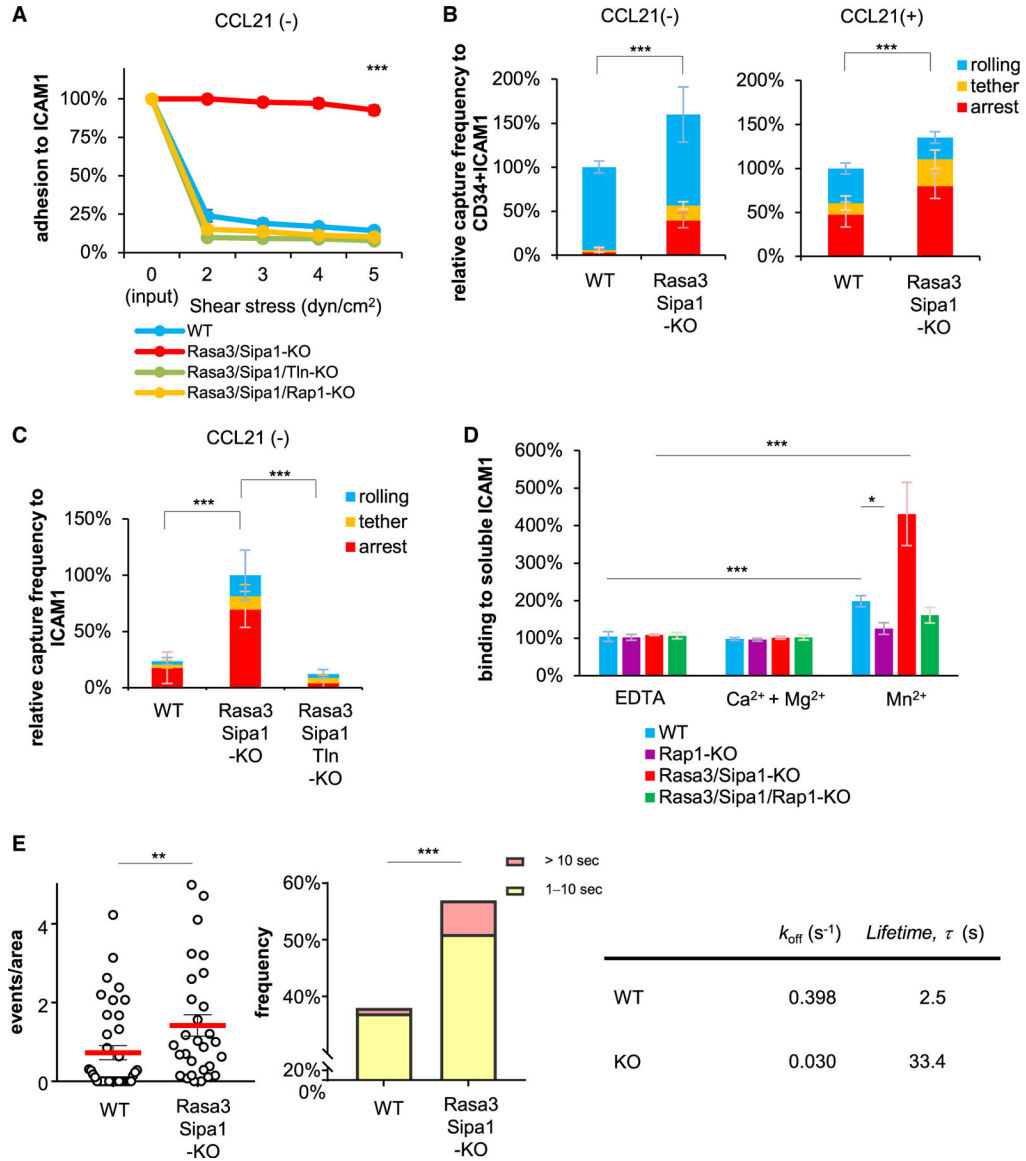 A
CCL21 (-)
***
100%
75%
50%
25%
0%
adhesion to ICAM1
0
2
3
4
5
(input)
Shear stress (dyn/cm²)
WT
Rasa3/Sipa1-KO
Rasa3/Sipa1/Tln-KO
Rasa3/Sipa1/Rap1-KO
B
CCL21(-)
***
200%
150%
100%
50%
0%
relative capture frequency to
CD34+ICAM1
WT
Rasa3
Sipa1
-KO
CCL21(+)
***
200%
150%
100%
50%
0%
WT
Rasa3
Sipa1
-KO
rolling
tether
arrest
C
CCL21 (-)
***
***
rolling
tether
arrest
150%
100%
50%
0%
relative capture frequency to
ICAM1
WT
Rasa3
Sipa1
-KO
Rasa3
Sipa1
Tln
-KO
D
***
*
***
600%
500%
400%
300%
200%
100%
0%
binding to soluble ICAM1
EDTA
Ca²⁺ + Mg²⁺
Mn²⁺
WT
Rap1-KO
Rasa3/Sipa1-KO
Rasa3/Sipa1/Rap1-KO
E
**
4
2
0
events/area
WT
Rasa3
Sipa1
-KO
***
> 10 sec
1–10 sec
60%
50%
40%
20%
0%
frequency
WT
Rasa3
Sipa1
-KO
k_off (s⁻¹) Lifetime, τ (s)
WT 0.398 2.5
KO 0.030 33.4